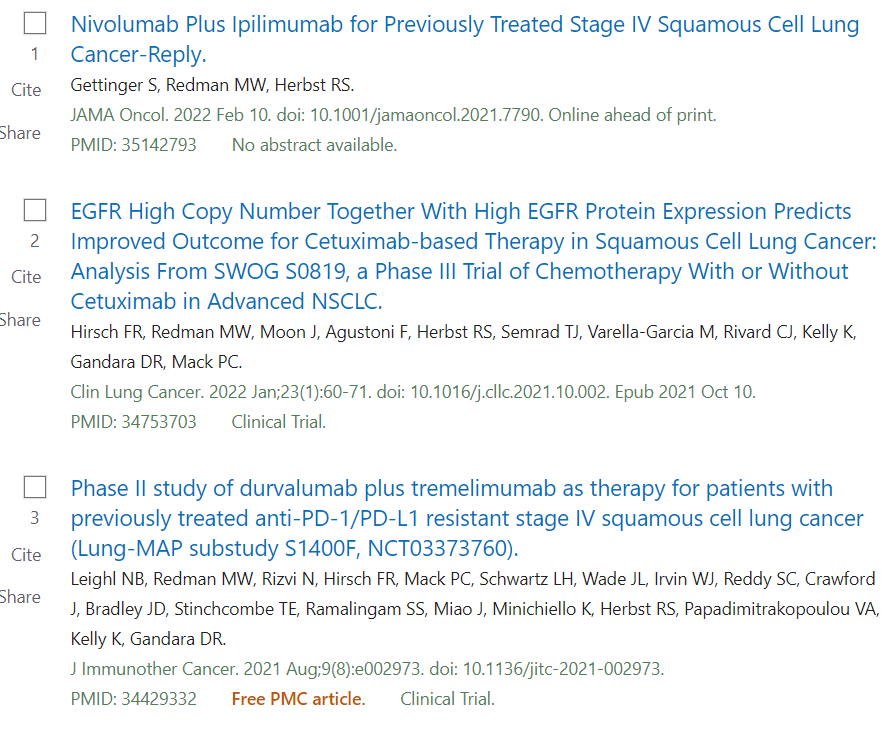 Nivolumab Plus Ipilimumab for Previously Treated Stage IV Squamous Cell Lung
1
Cancer-Reply.
Cite
Gettinger S, Redman MW, Herbst RS.
JAMA Oncol. 2022 Feb 10. doi: 10.1001/jamaoncol.2021.7790. Online ahead of print.
Share
PMID: 35142793 No abstract available.
EGFR High Copy Number Together With High EGFR Protein Expression Predicts
2
Improved Outcome for Cetuximab-based Therapy in Squamous Cell Lung Cancer:
Cite
Analysis From SWOG S0819, a Phase III Trial of Chemotherapy With or Without
Cetuximab in Advanced NSCLC.
Share
Hirsch FR, Redman MW, Moon J, Agustoni F, Herbst RS, Semrad TJ, Varella-Garcia M, Rivard CJ, Kelly K,
Gandara DR, Mack PC.
Clin Lung Cancer. 2022 Jan;23(1):60-71. doi: 10.1016/j.cllc.2021.10.002. Epub 2021 Oct 10.
PMID: 34753703 Clinical Trial.
Phase II study of durvalumab plus tremelimumab as therapy for patients with
3
previously treated anti-PD-1/PD-L1 resistant stage IV squamous cell lung cancer
Cite
(Lung-MAP substudy S1400F, NCT03373760).
Leighl NB, Redman MW, Rizvi N, Hirsch FR, Mack PC, Schwartz LH, Wade JL, Irvin WJ, Reddy SC, Crawford
Share
J, Bradley JD, Stinchcombe TE, Ramalingam SS, Miao J, Minichiello K, Herbst RS, Papadimitrakopoulou VA,
Kelly K, Gandara DR.
J Immunother Cancer. 2021 Aug;9(8):e002973. doi: 10.1136/jitc-2021-002973.
PMID: 34429332 Free PMC article. Clinical Trial.